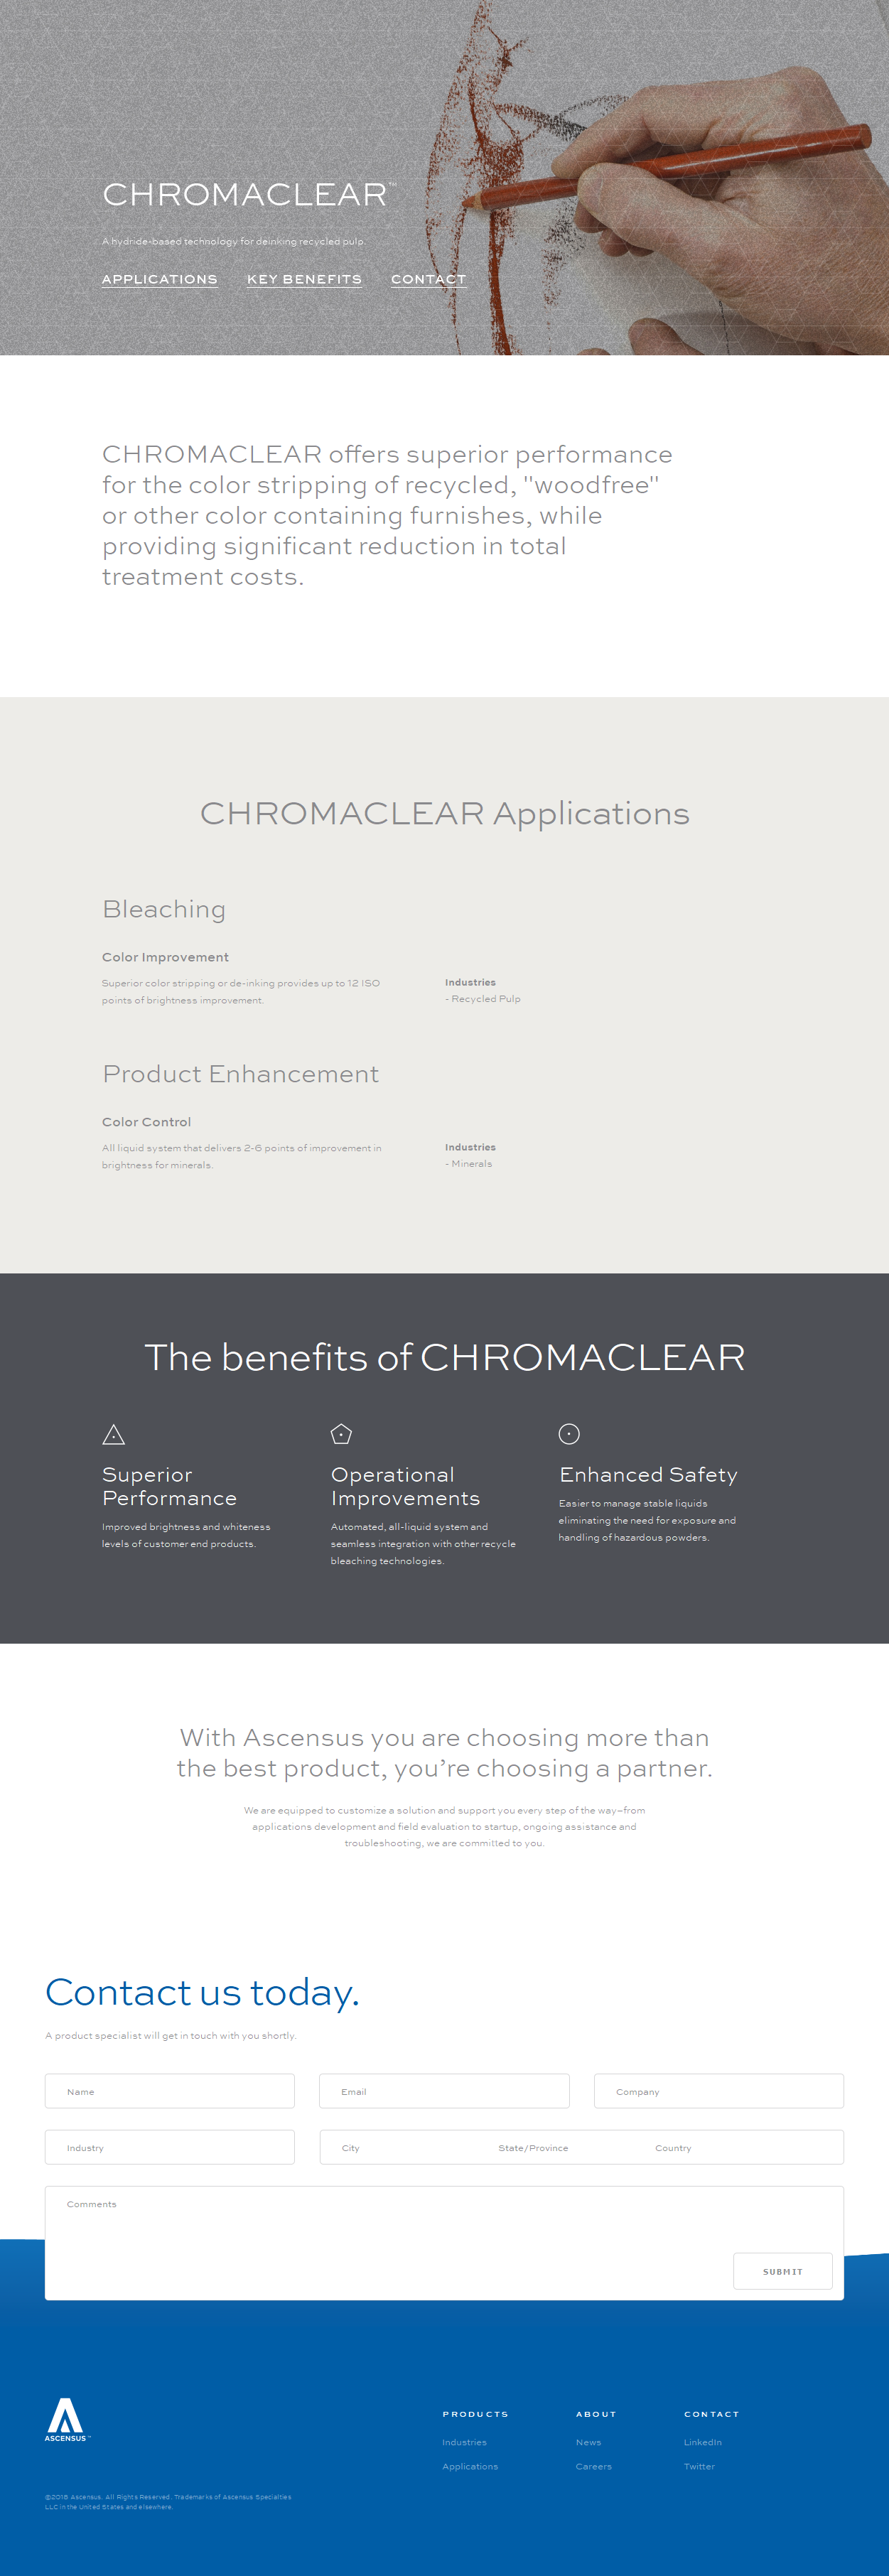 CHROMACLEAR™
A hydride-based technology for deinking recycled pulp.
APPLICATIONS KEY BENEFITS CONTACT
CHROMACLEAR offers superior performance
for the color stripping of recycled, "woodfree"
or other color containing furnishes, while
providing significant reduction in total
treatment costs.
CHROMACLEAR Applications
Bleaching
Color Improvement
Superior color stripping or de-inking provides up to 12 ISO
points of brightness improvement.
Industries
- Recycled Pulp
Product Enhancement
Color Control
All liquid system that delivers 2-6 points of improvement in
brightness for minerals.
Industries
- Minerals
The benefits of CHROMACLEAR
Superior
Performance
Improved brightness and whiteness
levels of customer end products.
Operational
Improvements
Automated, all-liquid system and
seamless integration with other recycle
bleaching technologies.
Enhanced Safety
Easier to manage stable liquids
eliminating the need for exposure and
handling of hazardous powders.
With Ascensus you are choosing more than
the best product, you’re choosing a partner.
We are equipped to customize a solution and support you every step of the way–from
applications development and field evaluation to startup, ongoing assistance and
troubleshooting, we are committed to you.
Contact us today.
A product specialist will get in touch with you shortly.
Name Email Company
Industry City State/Province Country
Comments
SUBMIT
ASCENSUS™
PRODUCTS
Industries
Applications
ABOUT
News
Careers
CONTACT
LinkedIn
Twitter
©2018 Ascensus. All Rights Reserved. Trademarks of Ascensus Specialties
LLC in the United States and elsewhere.